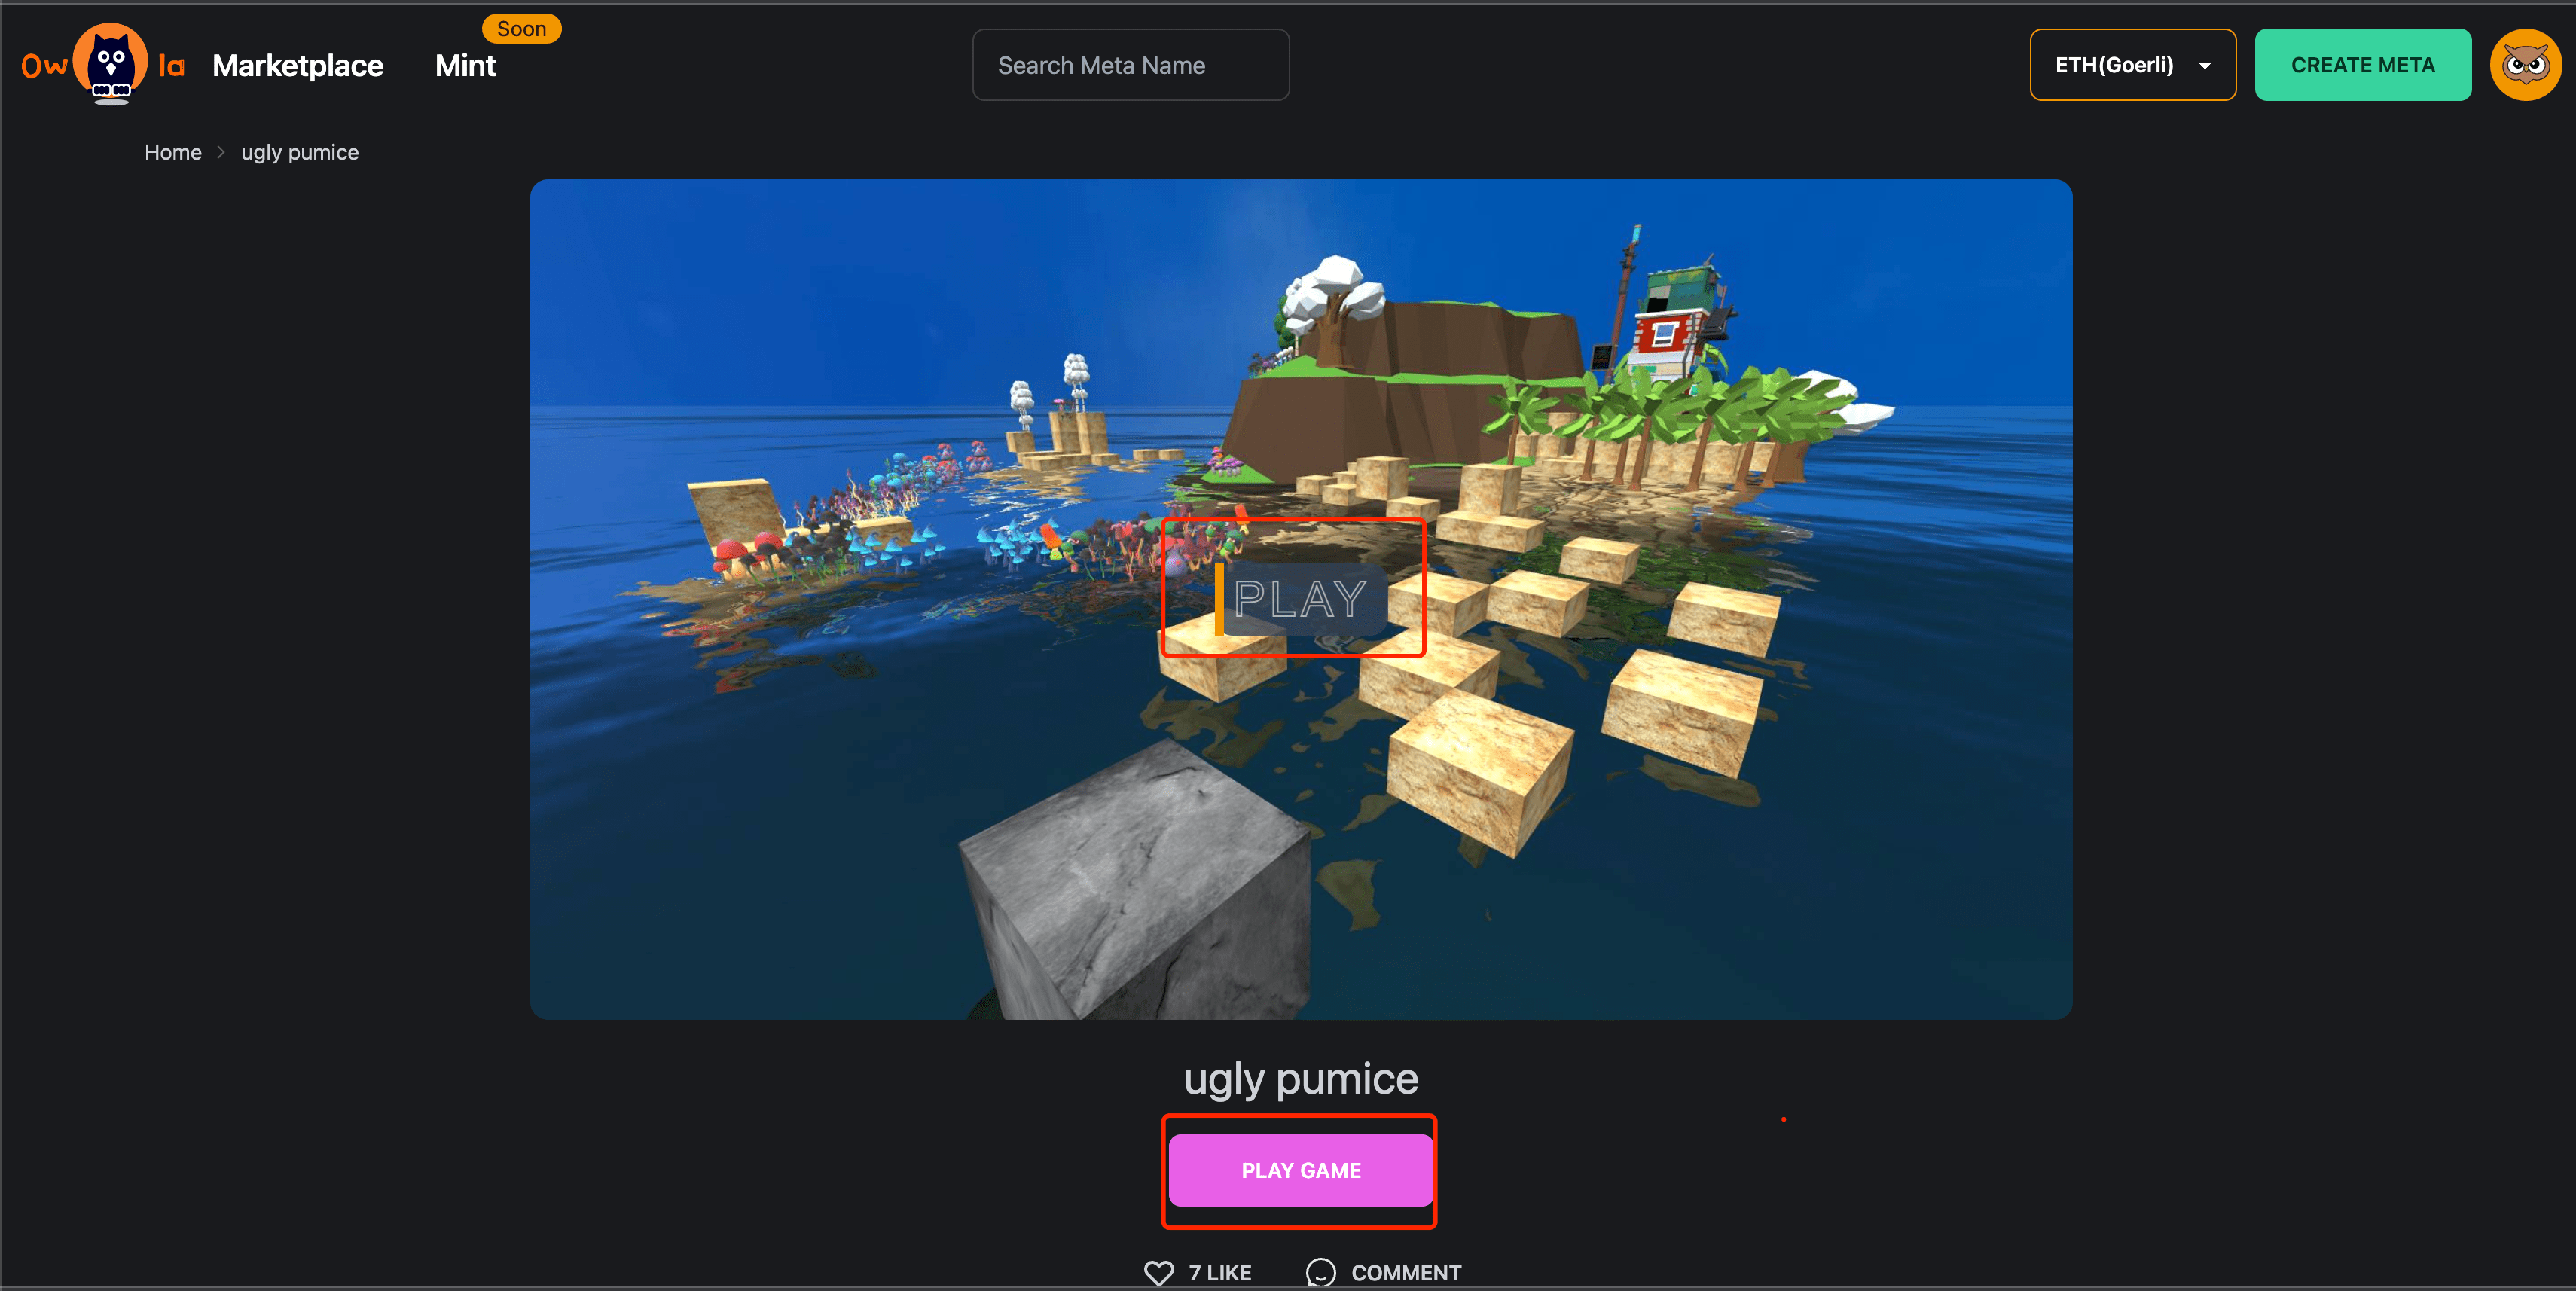 Soon
Ow la Marketplace Mint Search Meta Name ETH(Goerli) CREATE META
Home > ugly pumice
PLAY
ugly pumice
PLAY GAME
7 LIKE COMMENT